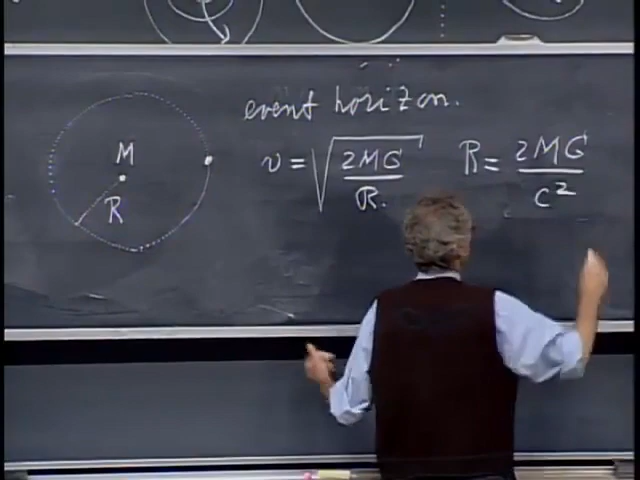 event horizon.
M
R
v = √(2MG/R.) R = 2MG/c²